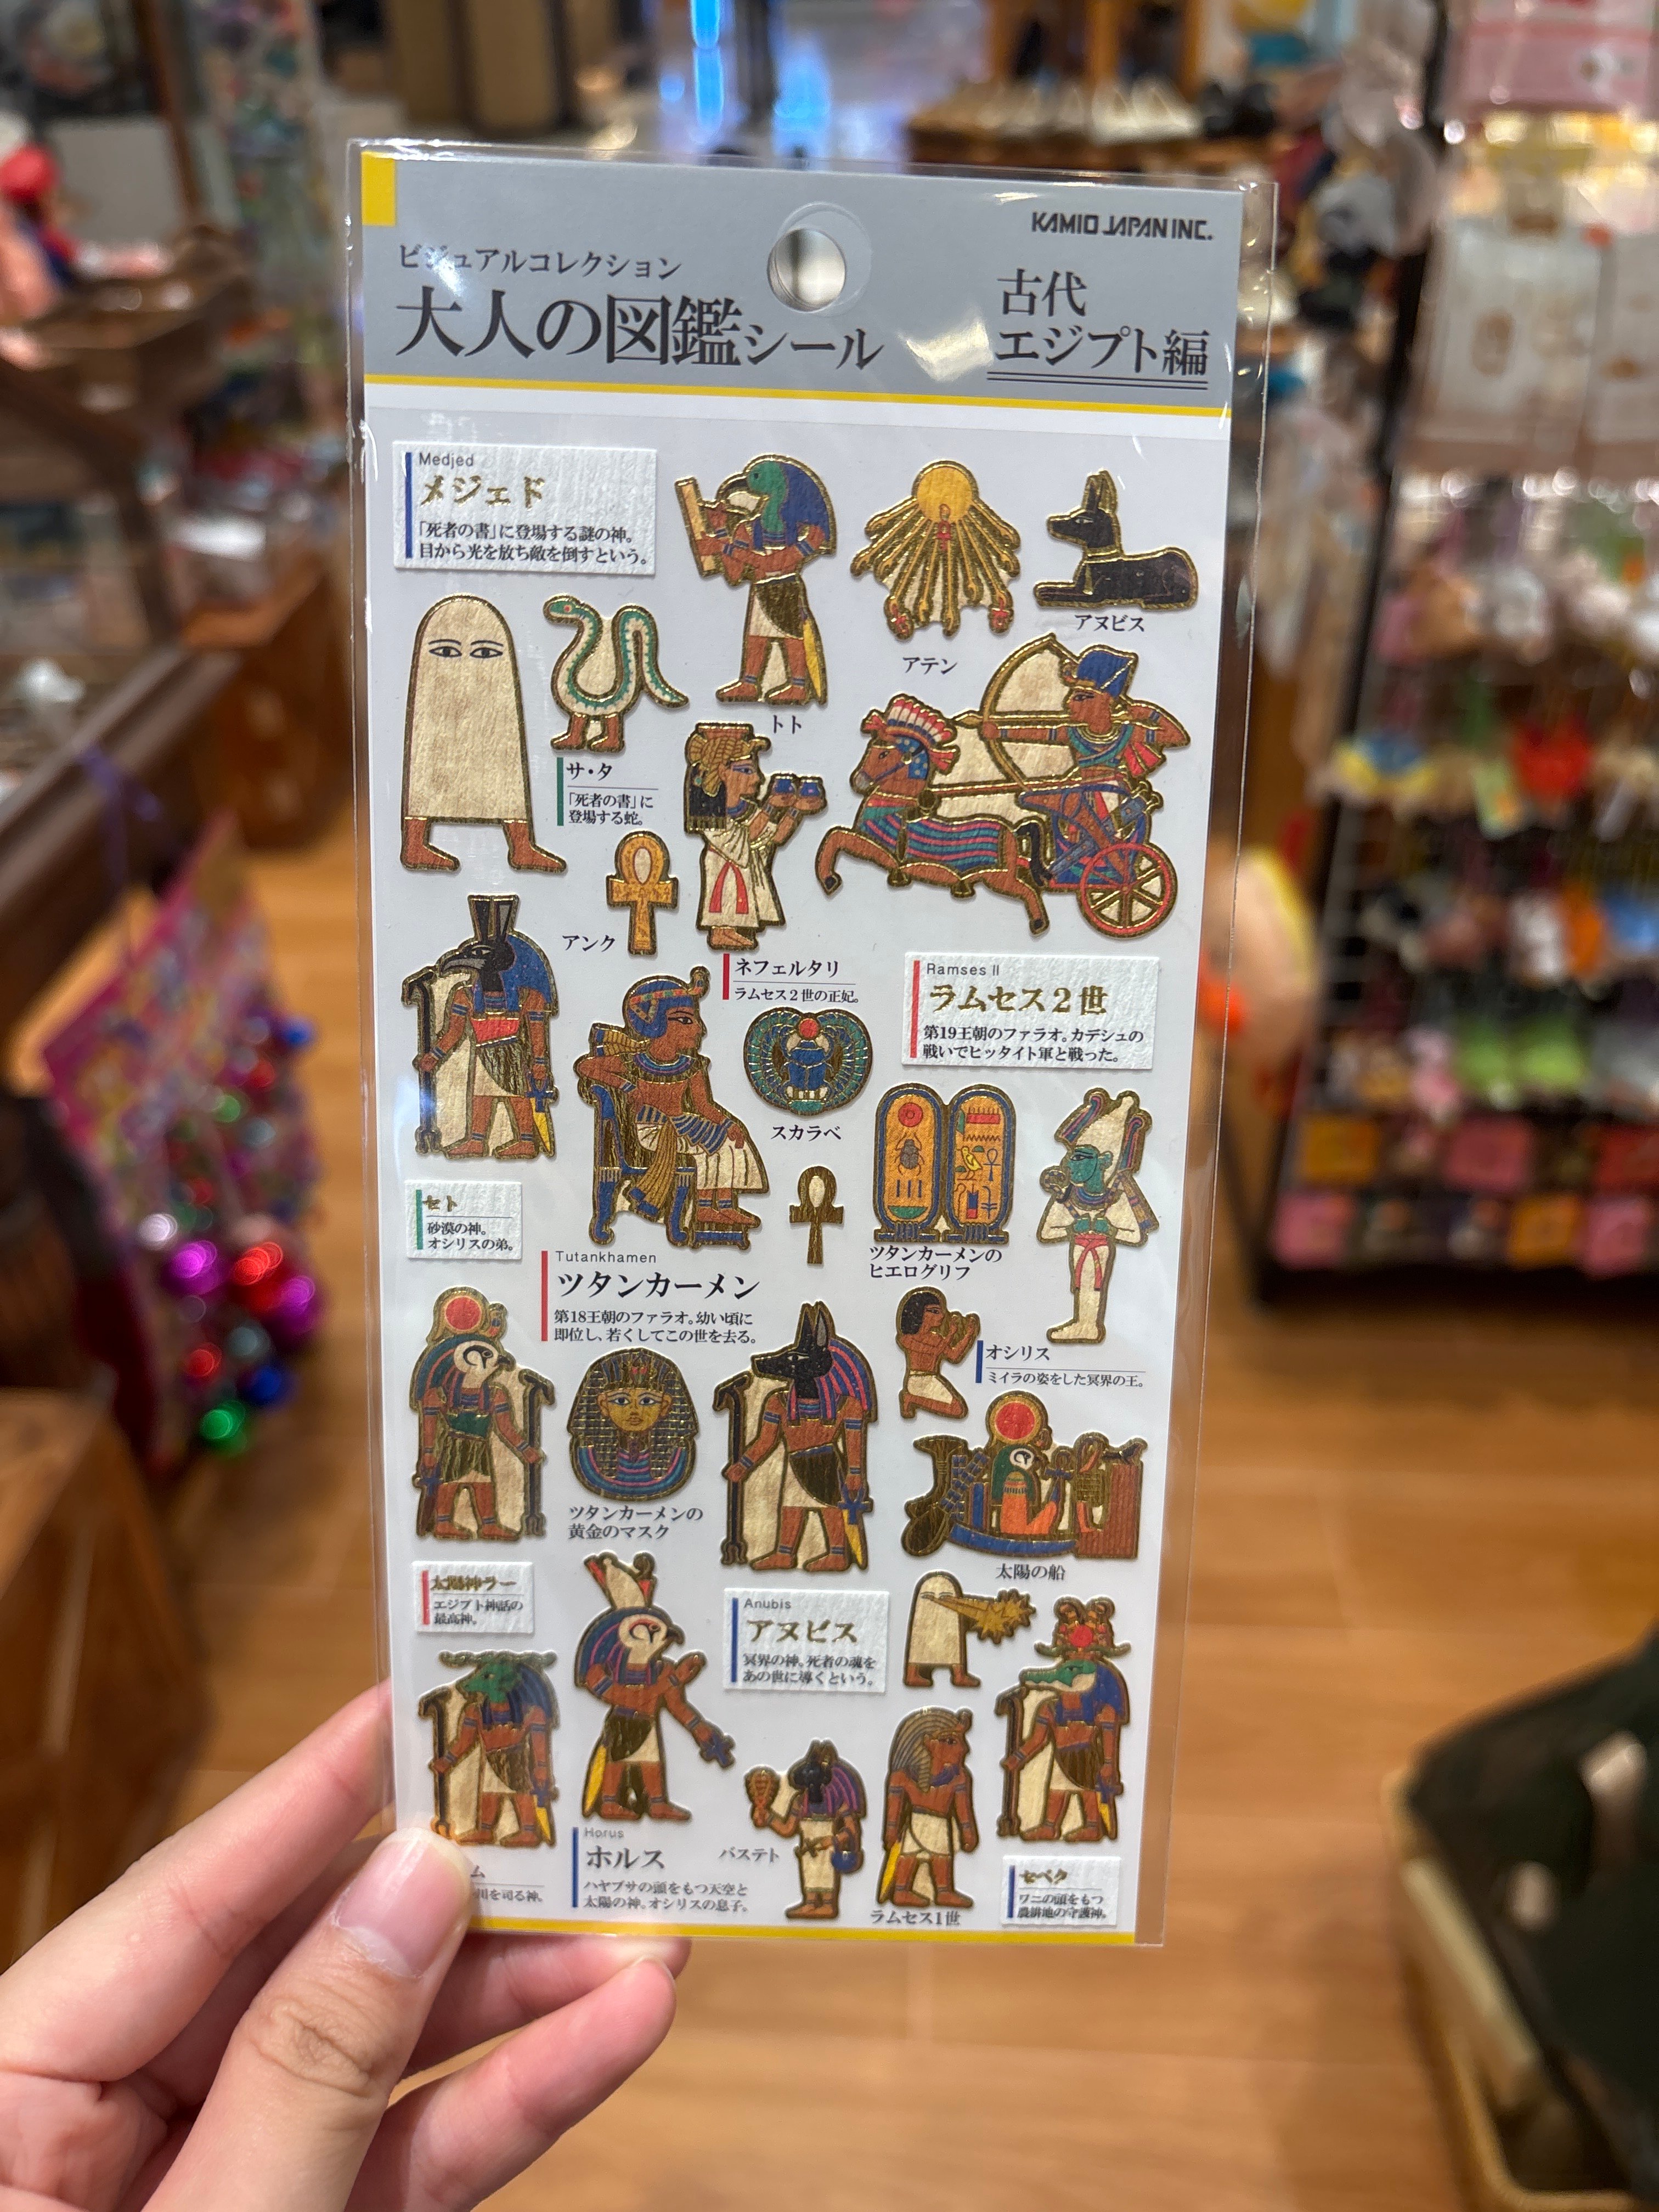 KAMIO JAPAN INC.
ビジュアルコレクション
大人の図鑑シール
古代
エジプト編
Medjed
メジェド
「死者の書」に登場する謎の神。
目から光を放ち敵を倒すという。
アヌビス
アテン
トト
サ・タ
「死者の書」に
登場する蛇。
アンク
ネフェルタリ
ラムセス2世の正妃。
Ramses II
ラムセス2世
第19王朝のファラオ。カデシュの
戦いでヒッタイト軍と戦った。
スカラベ
セト
砂漠の神。
オシリスの弟。
ツタンカーメンの
ヒエログリフ
Tutankhamen
ツタンカーメン
第18王朝のファラオ。幼い頃に
即位し、若くしてこの世を去る。
オシリス
ミイラの姿をした冥界の王。
ツタンカーメンの
黄金のマスク
太陽の船
太陽神ラー
エジプト神話の
最高神。
Anubis
アヌビス
冥界の神。死者の魂を
あの世に導くという。
ム
川を司る神。
Horus
ホルス
ハヤブサの頭をもつ天空と
太陽の神。オシリスの息子。
バステト
ラムセス1世
セベク
ワニの頭をもつ
農耕地の守護神。